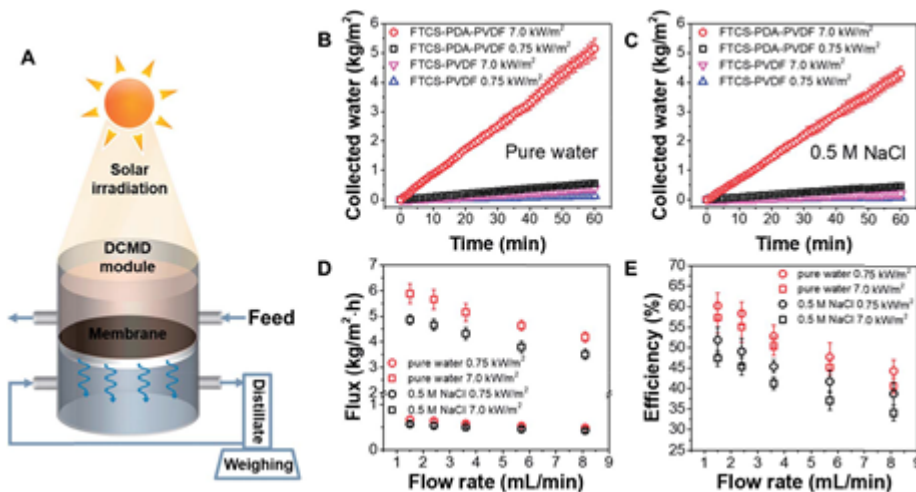 A
Solar
irradiation
DCMD
module
Membrane
Feed
Distillate
Weighing
B
Collected water (kg/m²)
6
5
4
3
2
1
0
FTCS-PDA-PVDF 7.0 kW/m²
FTCS-PDA-PVDF 0.75 kW/m²
FTCS-PVDF 7.0 kW/m²
FTCS-PVDF 0.75 kW/m²
Pure water
0 10 20 30 40 50 60
Time (min)
C
Collected water (kg/m²)
6
5
4
3
2
1
0
FTCS-PDA-PVDF 7.0 kW/m²
FTCS-PDA-PVDF 0.75 kW/m²
FTCS-PVDF 7.0 kW/m²
FTCS-PVDF 0.75 kW/m²
0.5 M NaCl
0 10 20 30 40 50 60
Time (min)
D
Flux (kg/m²·h)
7
6
5
4
3
2
1
0
pure water 0.75 kW/m²
pure water 7.0 kW/m²
0.5 M NaCl 0.75 kW/m²
0.5 M NaCl 7.0 kW/m²
1 2 3 4 5 6 7 8 9
Flow rate (mL/min)
E
Efficiency (%)
70
65
60
55
50
45
40
35
30
25
pure water 0.75 kW/m²
pure water 7.0 kW/m²
0.5 M NaCl 0.75 kW/m²
0.5 M NaCl 7.0 kW/m²
1 2 3 4 5 6 7 8 9
Flow rate (mL/min)